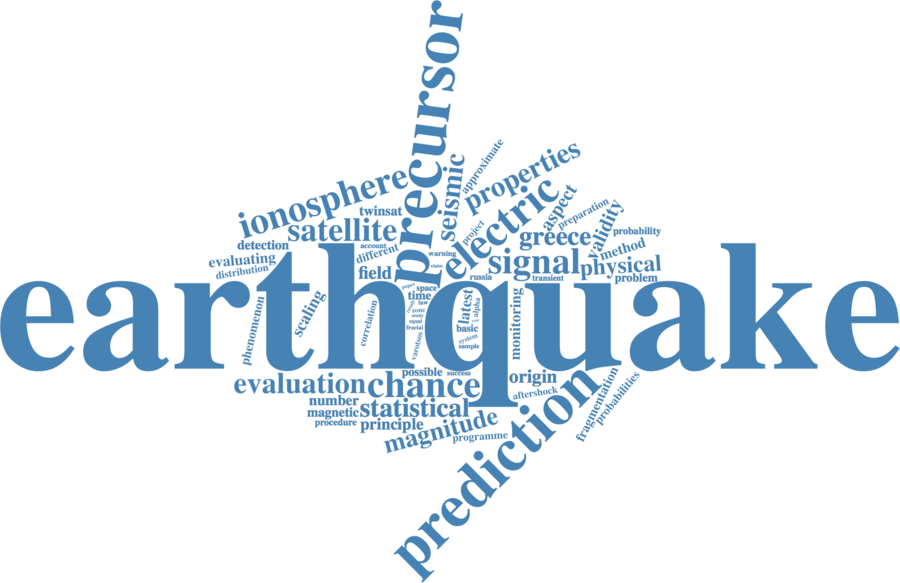 precursor
approximate
seismic
properties
ionosphere
electric
aspect
preparation
twinsat
satellite
project
greece
validity
probability
detection
account
different
warning
method
evaluating
distribution
field
signal
physical
claim
russia
transient
problem
earthquake
paper
space
time
law
latest
alpha
zone
study
equal
fractal
basic
system
sample
varotsos
monitoring
phenomenon
scaling
correlation
possible
success
evaluation
chance
origin
aftershock
number
magnetic
statistical
procedure
principle
magnitude
programme
prediction
fragmentation
probabilities